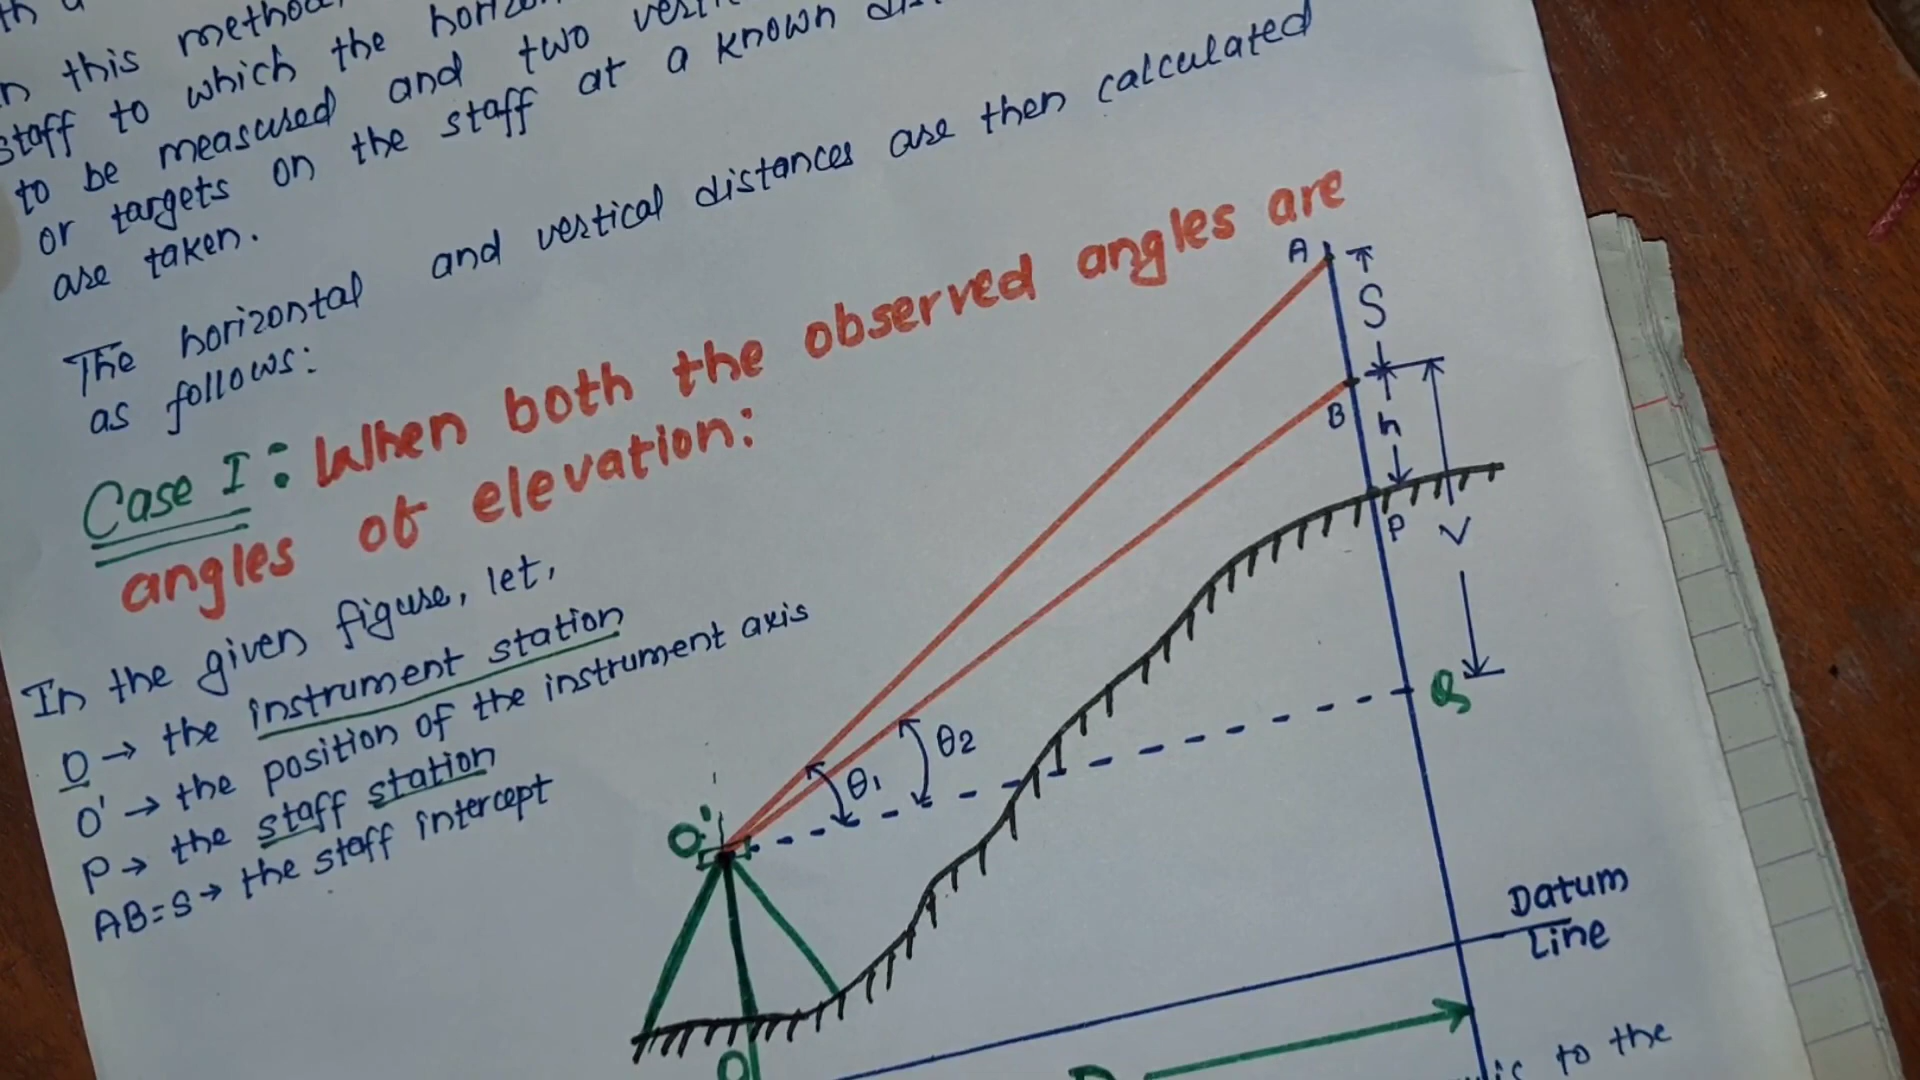 this method
staff to which the
to be measured and two
or targets on the staff at a known
are taken.
The horizontal and vertical distances are then calculated
as follows:
Case I: When both the observed angles are
angles of elevation:
In the given figure, let,
O → the instrument station
O' → the position of the instrument axis
P → the staff station
AB=S → the staff intercept
A
S
B
h
P
V
θ2
θ1
O'
Q
Datum
Line
O
D
to the